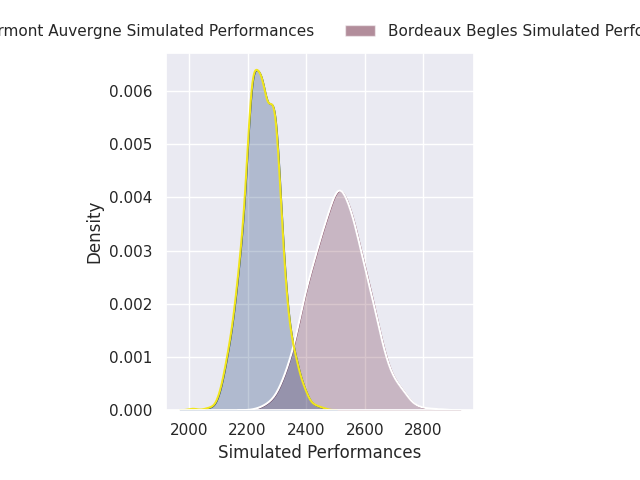 mont Auvergne Simulated Performances
Bordeaux Begles Simulated Perfo
0.006
0.005
0.004
0.003
0.002
0.001
0.000
Density
2000 2200 2400 2600 2800
Simulated Performances